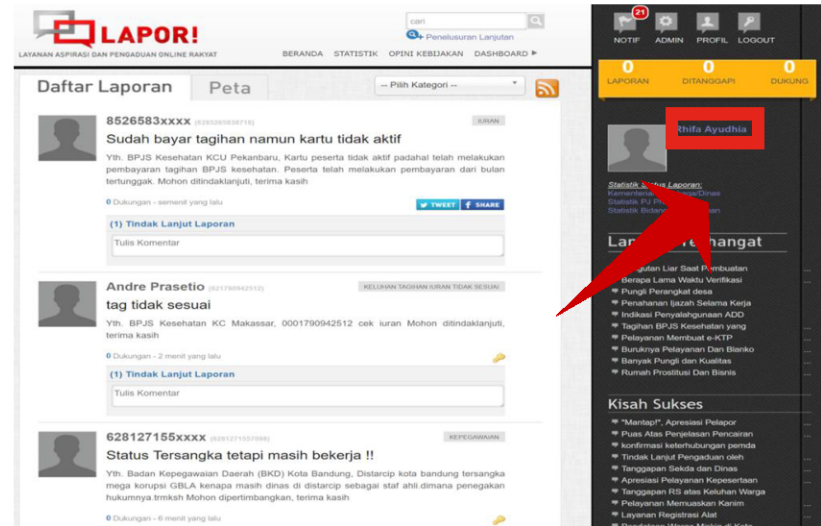 LAPOR!
LAYANAN ASPIRASI DAN PENGADUAN ONLINE RAKYAT
cari
Penelusuran Lanjutan
BERANDA STATISTIK OPINI KEBIJAKAN DASHBOARD
Daftar Laporan
Peta
-- Pilih Kategori --
8526583xxxx
IURAN
Sudah bayar tagihan namun kartu tidak aktif
Yth. BPJS Kesehatan KCU Pekanbaru, Kartu peserta tidak aktif padahal telah melakukan
pembayaran tagihan BPJS kesehatan. Peserta telah melakukan pembayaran dari bulan
tertunggak. Mohon ditindaklanjuti, terima kasih
0 Dukungan - sementi yang lalu
TWEET SHARE
(1) Tindak Lanjut Laporan
Tulis Komentar
Andre Prasetio (621790942512)
KELUHAN TAGIHAN IURAN TIDAK SESUAI
tag tidak sesuai
Yth. BPJS Kesehatan KC Makassar, 0001790942512 cek iuran Mohon ditindaklanjuti,
terima kasih
0 Dukungan - 2 menit yang lalu
(1) Tindak Lanjut Laporan
Tulis Komentar
628127155xxxx
KEPEGAWAIAN
Status Tersangka tetapi masih bekerja !!
Yth. Badan Kepegawaian Daerah (BKD) Kota Bandung, Distarcip kota bandung tersangka
mega korupsi GBLA kenapa masih dinas di distarcip sebagai staf ahli.dimana penegakan
hukumnya.trmksh Mohon dipertimbangkan, terima kasih
0 Dukungan - 6 menit yang lalu
21
NOTIF ADMIN PROFIL LOGOUT
0 0 0
LAPORAN DITANGGAPI DUKUNG
thifa Ayudhia
Statistik Status Laporan:
Statistik PJ
Statistik
hangat
Liar Saat Pembuatan
Berapa Lama Waktu Verifikasi
Pungli Perangkat desa
Penahanan Ijazah Selama Kerja
Indikasi Penyalahgunaan ADD
Tagihan BPJS Kesehatan yang
Pelayanan Membuat e-KTP
Buruknya Pelayanan Dan Blanko
Banyak Pungli dan Kualitas
Rumah Prostitusi Dan Bisnis
Kisah Sukses
"Mantap!", Apresiasi Pelapor
Puas Atas Penjelasan Pencairan
konfirmasi keterhubungan pemda
Tindak Lanjut Pengaduan oleh
Tanggapan Sekda dan Dinas
Apresiasi Pelayanan Kepesertaan
Tanggapan RS atas Keluhan Warga
Pelayanan Memuaskan Kanim
Layanan Registrasi Alat